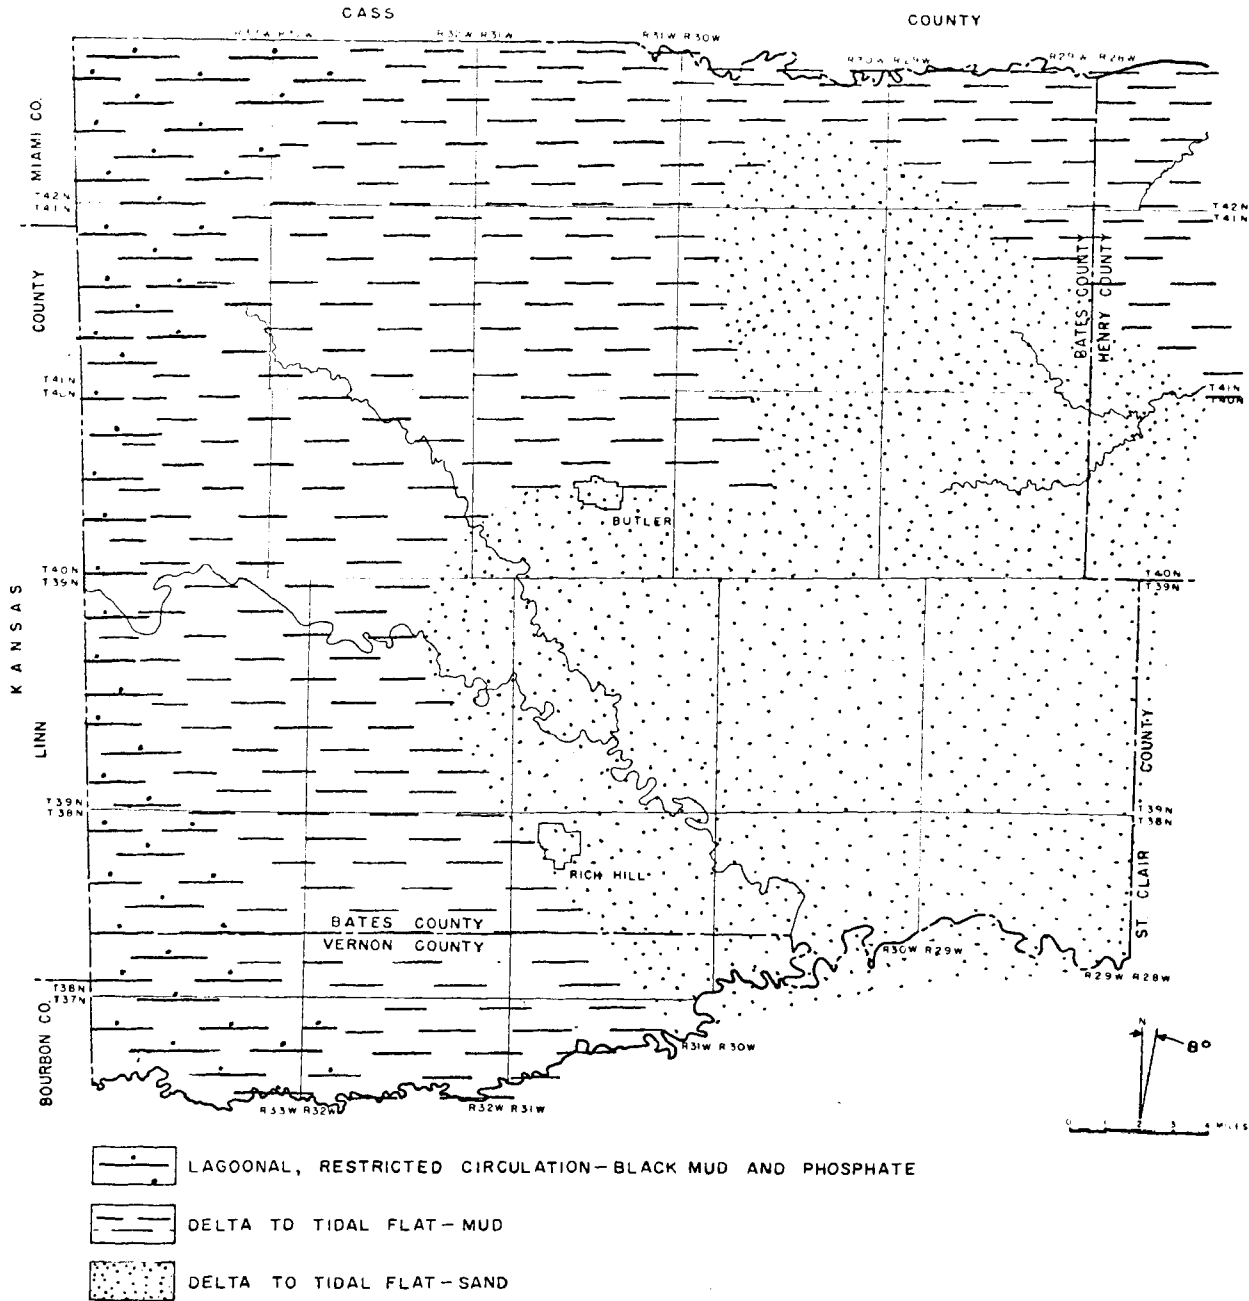 CASS COUNTY
R31W R30W
R29W R28W
MIAMI CO.
T42N
T41N
T42N
T41N
COUNTY
BATES COUNTY
HENRY COUNTY
T41N
T41N
T40N
BUTLER
T40N
T39N
T40N
T39N
KANSAS
LINN
COUNTY
T39N
T38N
T39N
T38N
RICH HILL
ST CLAIR
BATES COUNTY
VERNON COUNTY
R30W R29W
R29W R28W
T38N
T37N
BOURBON CO.
R31W R30W
N
8°
R33W R32W
R32W R31W
0 1 2 3 4 MILES
LAGOONAL, RESTRICTED CIRCULATION—BLACK MUD AND PHOSPHATE
DELTA TO TIDAL FLAT—MUD
DELTA TO TIDAL FLAT—SAND